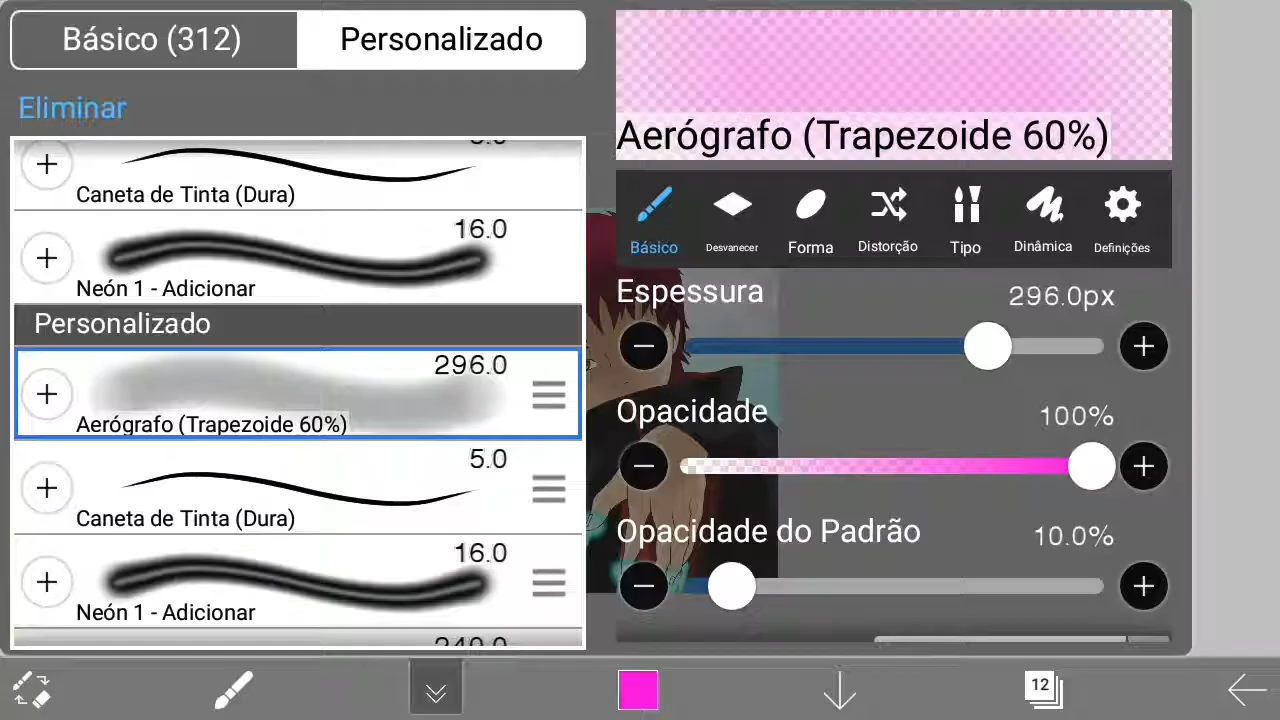 Básico (312)
Personalizado
Eliminar
Caneta de Tinta (Dura)
16.0
Neón 1 - Adicionar
Personalizado
296.0
Aerógrafo (Trapezoide 60%)
5.0
Caneta de Tinta (Dura)
16.0
Neón 1 - Adicionar
Aerógrafo (Trapezoide 60%)
Básico
Desvanecer
Forma
Distorção
Tipo
Dinâmica
Definições
Espessura
296.0px
Opacidade
100%
Opacidade do Padrão
10.0%
12